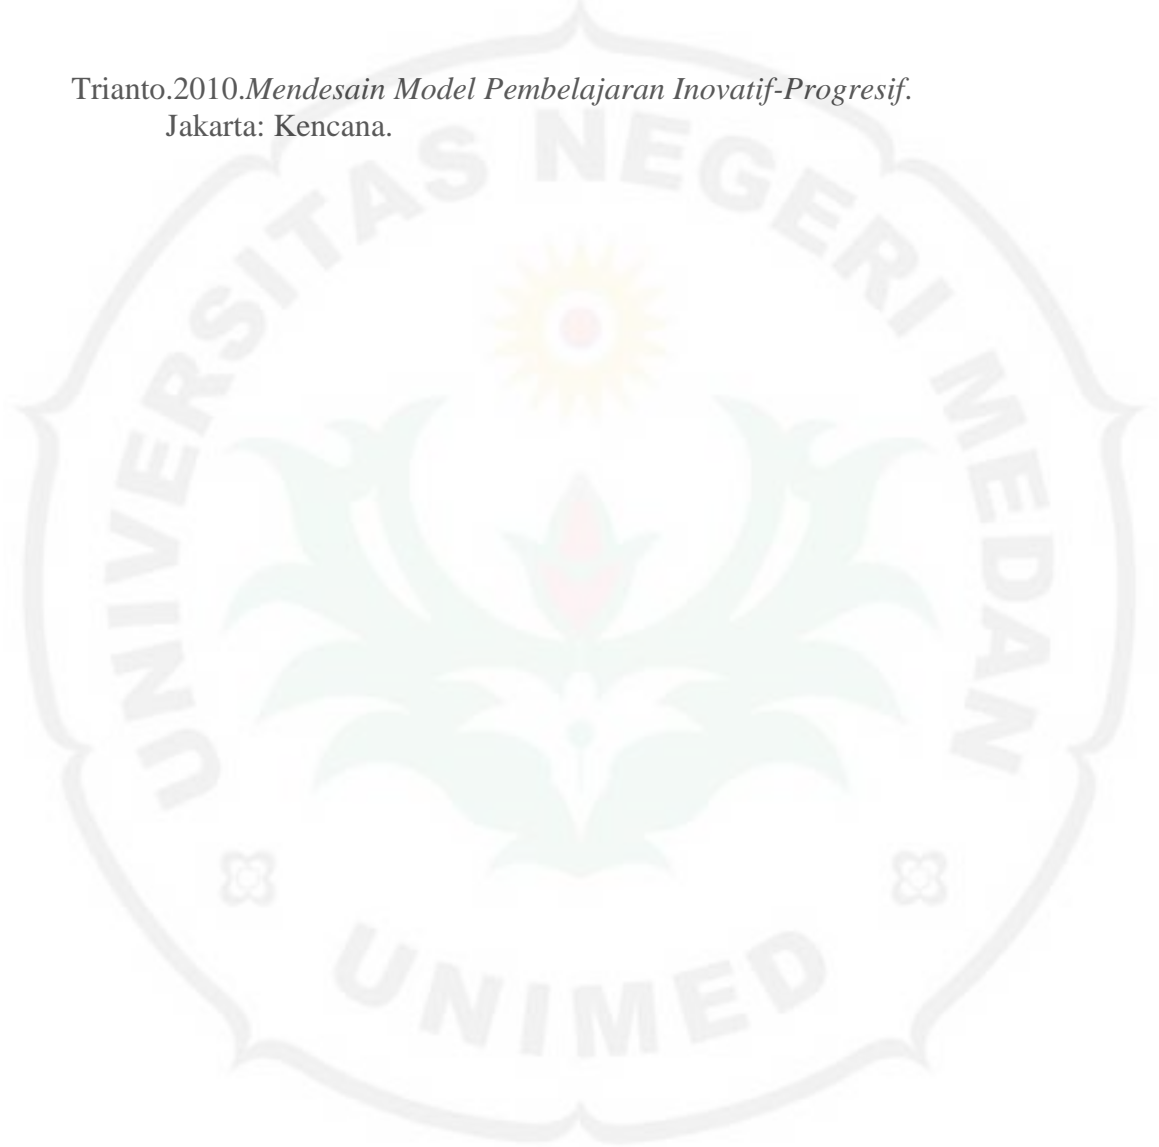 Trianto.2010.Mendesain Model Pembelajaran Inovatif-Progresif.
Jakarta: Kencana.
UNIVERSITAS NEGERI MEDAN
UNIMED